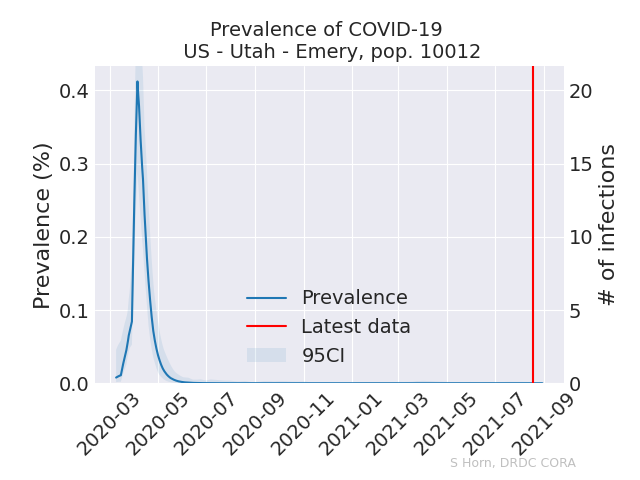 Prevalence of COVID-19
US - Utah - Emery, pop. 10012
Prevalence (%)
0.4
0.3
0.2
0.1
0.0
20
15
10
5
0
# of infections
Prevalence
Latest data
95CI
2020-03
2020-05
2020-07
2020-09
2020-11
2021-01
2021-03
2021-05
2021-07
2021-09
S Horn, DRDC CORA